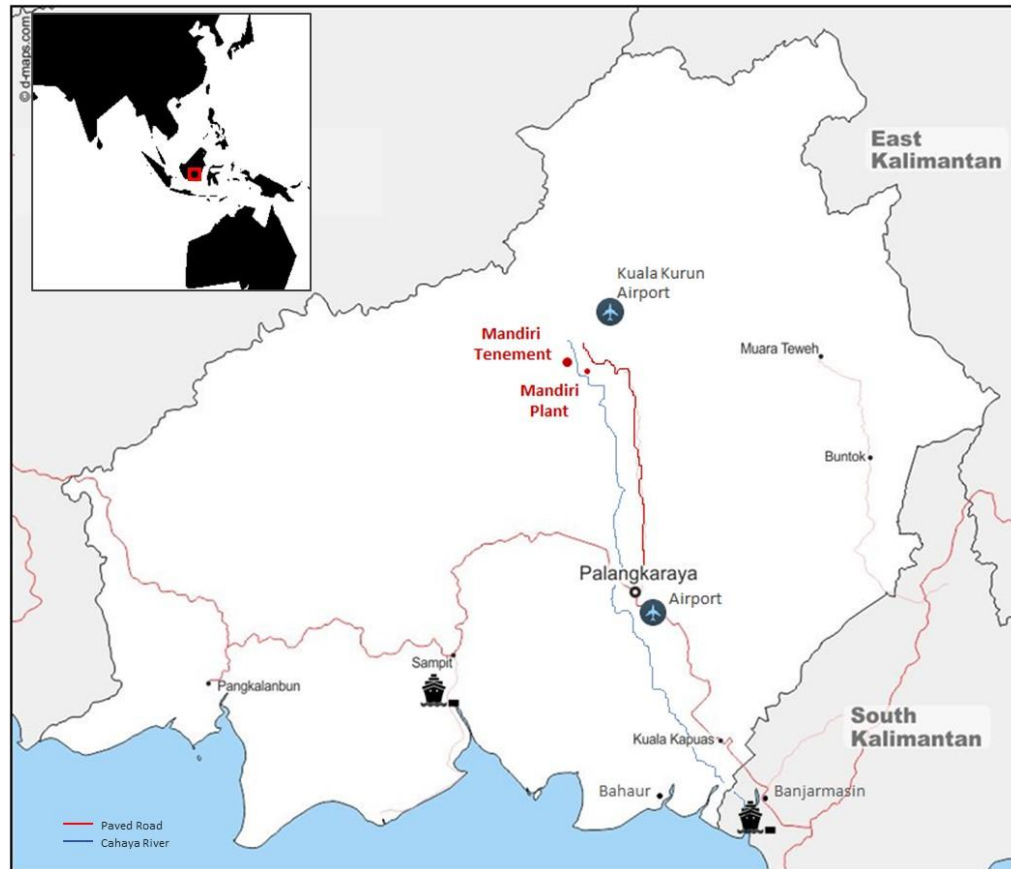 © d-maps.com
East
Kalimantan
Kuala Kurun
Airport
Mandiri
Tenement
Muara Teweh
Mandiri
Plant
Buntok
Palangkaraya
Airport
Sampit
Pangkalanbun
South
Kalimantan
Kuala Kapuas
Bahaur
Banjarmasin
Paved Road
Cahaya River